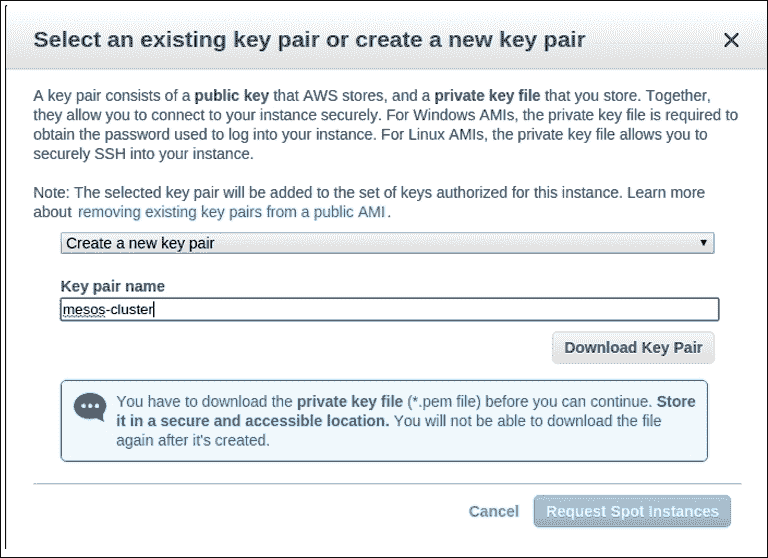 Select an existing key pair or create a new key pair
A key pair consists of a public key that AWS stores, and a private key file that you store. Together,
they allow you to connect to your instance securely. For Windows AMIs, the private key file is required to
obtain the password used to log into your instance. For Linux AMIs, the private key file allows you to
securely SSH into your instance.
Note: The selected key pair will be added to the set of keys authorized for this instance. Learn more
about removing existing key pairs from a public AMI.
Create a new key pair
Key pair name
mesos-cluster
Download Key Pair
You have to download the private key file (*.pem file) before you can continue. Store
it in a secure and accessible location. You will not be able to download the file
again after it's created.
Cancel Request Spot Instances